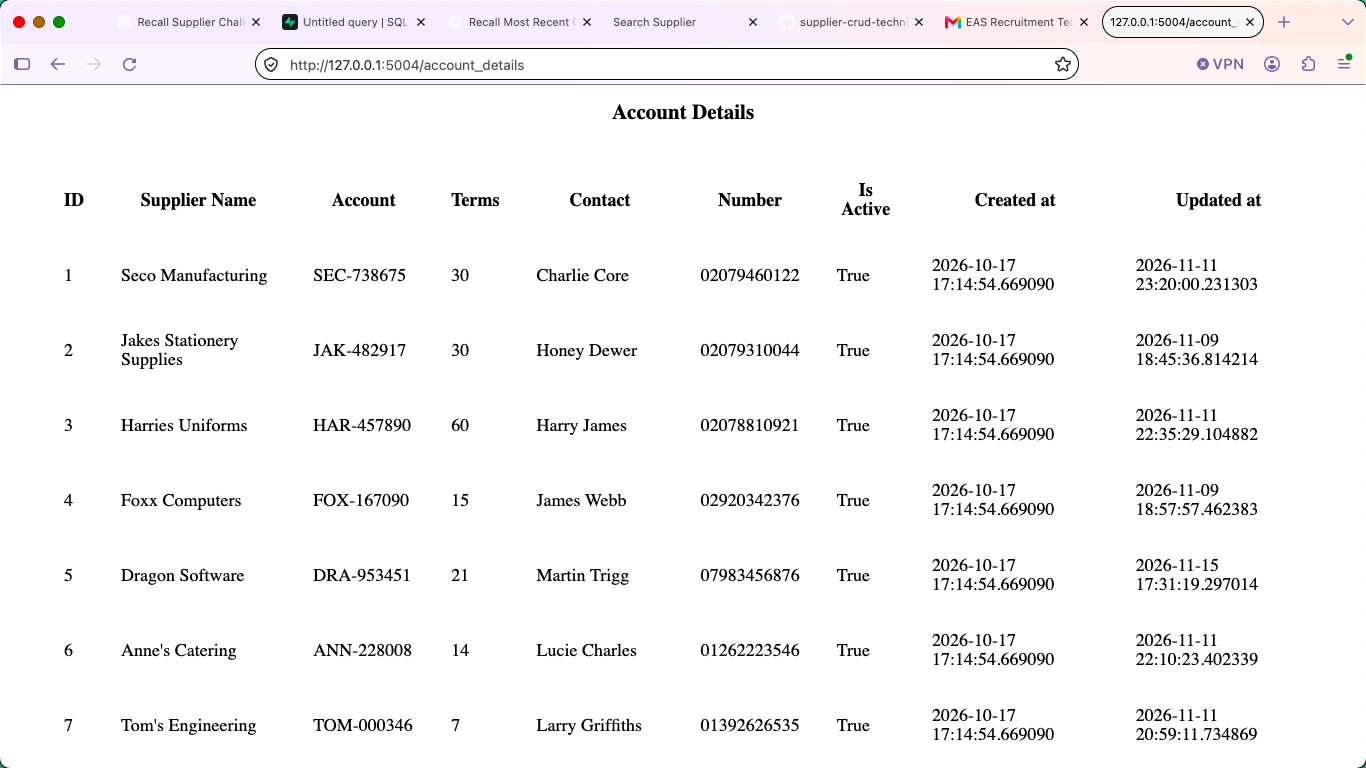 Recall Supplier Chall
Untitled query | SQL
Recall Most Recent
Search Supplier
supplier-crud-techni
EAS Recruitment Tec
127.0.0.1:5004/account_
http://127.0.0.1:5004/account_details
VPN
Account Details
ID Supplier Name Account Terms Contact Number Is Active Created at Updated at
1 Seco Manufacturing SEC-738675 30 Charlie Core 02079460122 True 2026-10-17 17:14:54.669090 2026-11-11 23:20:00.231303
2 Jakes Stationery Supplies JAK-482917 30 Honey Dewer 02079310044 True 2026-10-17 17:14:54.669090 2026-11-09 18:45:36.814214
3 Harries Uniforms HAR-457890 60 Harry James 02078810921 True 2026-10-17 17:14:54.669090 2026-11-11 22:35:29.104882
4 Foxx Computers FOX-167090 15 James Webb 02920342376 True 2026-10-17 17:14:54.669090 2026-11-09 18:57:57.462383
5 Dragon Software DRA-953451 21 Martin Trigg 07983456876 True 2026-10-17 17:14:54.669090 2026-11-15 17:31:19.297014
6 Anne's Catering ANN-228008 14 Lucie Charles 01262223546 True 2026-10-17 17:14:54.669090 2026-11-11 22:10:23.402339
7 Tom's Engineering TOM-000346 7 Larry Griffiths 01392626535 True 2026-10-17 17:14:54.669090 2026-11-11 20:59:11.734869